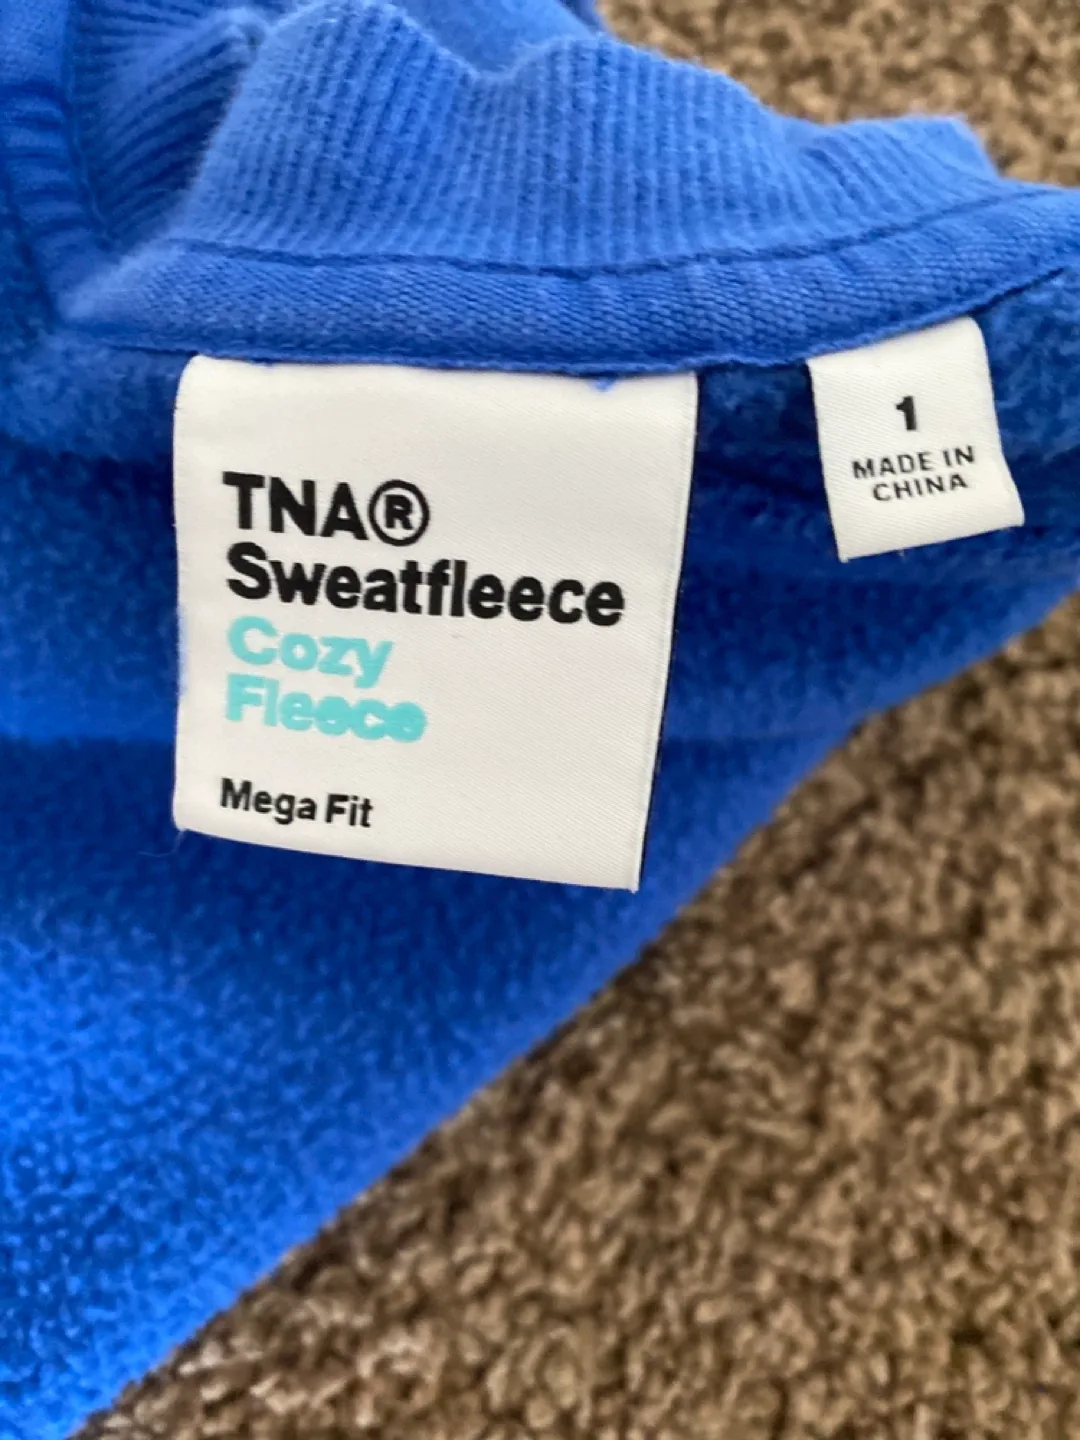 TNA®
Sweatfleece
Cozy
Fleece
Mega Fit
1
MADE IN
CHINA